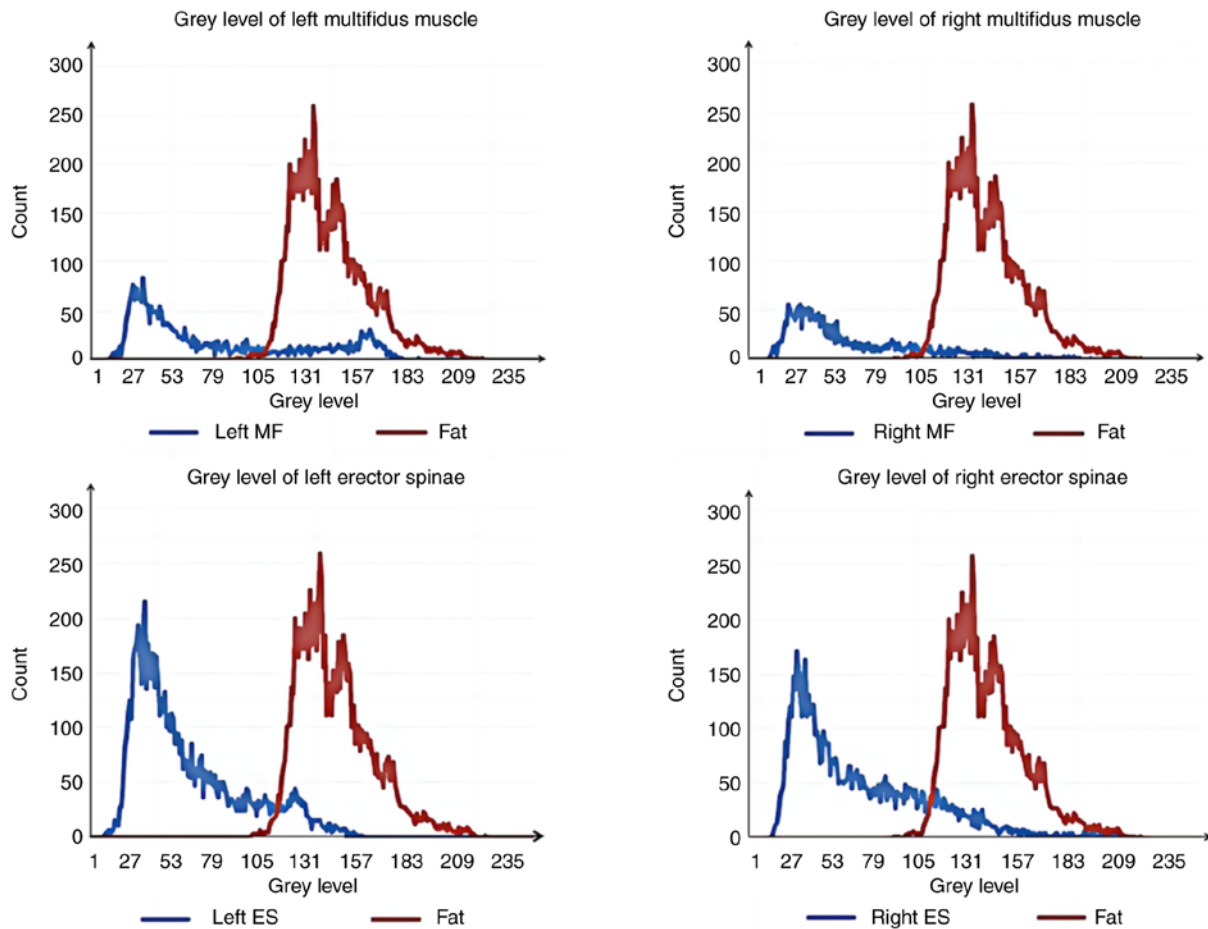 Grey level of left multifidus muscle
300
250
200
150
100
50
0
Count
1 27 53 79 105 131 157 183 209 235
Grey level
Left MF Fat
Grey level of right multifidus muscle
300
250
200
150
100
50
0
Count
1 27 53 79 105 131 157 183 209 235
Grey level
Right MF Fat
Grey level of left erector spinae
300
250
200
150
100
50
0
Count
1 27 53 79 105 131 157 183 209 235
Grey level
Left ES Fat
Grey level of right erector spinae
300
250
200
150
100
50
0
Count
1 27 53 79 105 131 157 183 209 235
Grey level
Right ES Fat